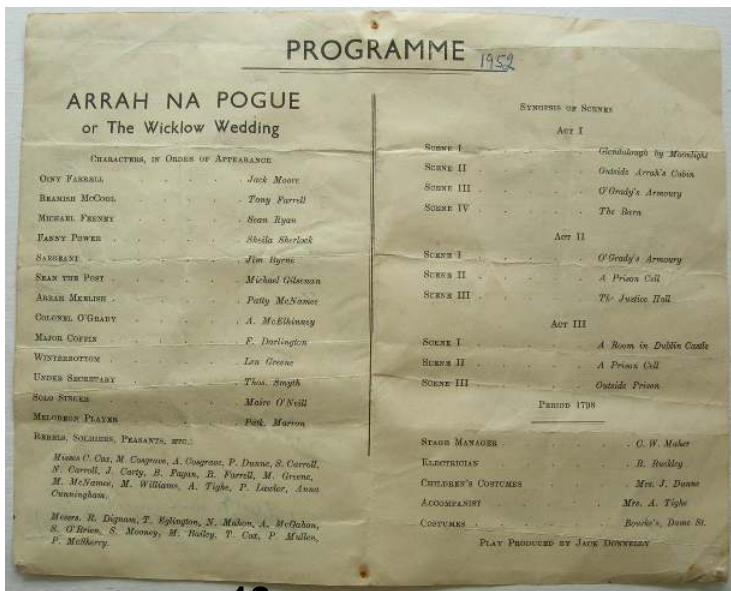 PROGRAMME 1952
ARRAH NA POGUE
or The Wicklow Wedding
Characters, in Order of Appearance
Oiny Farrell . . . . . Jack Moore
Beamish McCool . . . . . Tony Farrell
Michael Feeney . . . . . Sean Ryan
Fanny Power . . . . . Sheila Sherlock
Sargeant . . . . . Jim Byrne
Sean the Post . . . . . Michael Gilsenan
Arrah Meelish . . . . . Patty McNamee
Colonel O'Grady . . . . . A. McElhinney
Major Coffin . . . . . F. Darlington
Winterbottom . . . . . Len Greene
Under Secretary . . . . . Thos. Smyth
Solo Singer . . . . . Maire O'Neill
Melodeon Player . . . . . Patk. Marron
Rebels, Soldiers, Peasants, etc.:
Misses C. Cox, M. Cosgrave, A. Cosgrave, P. Dunne, S. Carroll,
N. Carroll, J. Carty, B. Fagan, B. Farrell, M. Greene,
M. McNamee, M. Williams, A. Tighe, P. Lawlor, Anna
Cunningham.
Messrs. R. Dignam, T. Eglington, N. Mahon, A. McGahon,
S. O'Brien, S. Mooney, M. Bailey, T. Cox, P. Mullen,
P. McSherry.
Synopsis of Scenes
Act I
Scene I . . . . . Glendalough by Moonlight
Scene II . . . . . Outside Arrah's Cabin
Scene III . . . . . O'Grady's Armoury
Scene IV . . . . . The Barn
Act II
Scene I . . . . . O'Grady's Armoury
Scene II . . . . . A Prison Cell
Scene III . . . . . The Justice Hall
Act III
Scene I . . . . . A Room in Dublin Castle
Scene II . . . . . A Prison Cell
Scene III . . . . . Outside Prison
Period 1798
Stage Manager . . . . . C. W. Maher
Electrician . . . . . R. Buckley
Children's Costumes . . . . . Mrs. J. Dunne
Accompanist . . . . . Mrs. A. Tighe
Costumes . . . . . Bourke's, Dame St.
Play Produced by Jack Donnelly